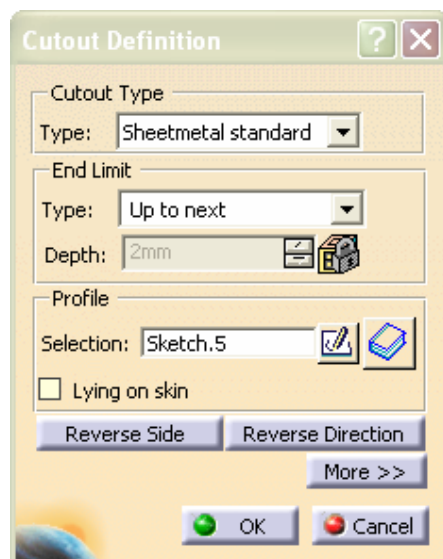 Cutout Definition
Cutout Type
Type: Sheetmetal standard
End Limit
Type: Up to next
Depth: 2mm
Profile
Selection: Sketch.5
Lying on skin
Reverse Side Reverse Direction
More >>
OK Cancel